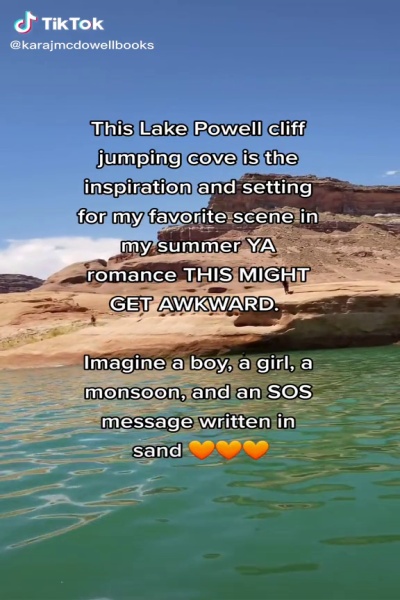 TikTok
@karajmcdowellbooks
This Lake Powell cliff
jumping cove is the
inspiration and setting
for my favorite scene in
my summer YA
romance THIS MIGHT
GET AWKWARD.
Imagine a boy, a girl, a
monsoon, and an SOS
message written in
sand 🧡🧡🧡